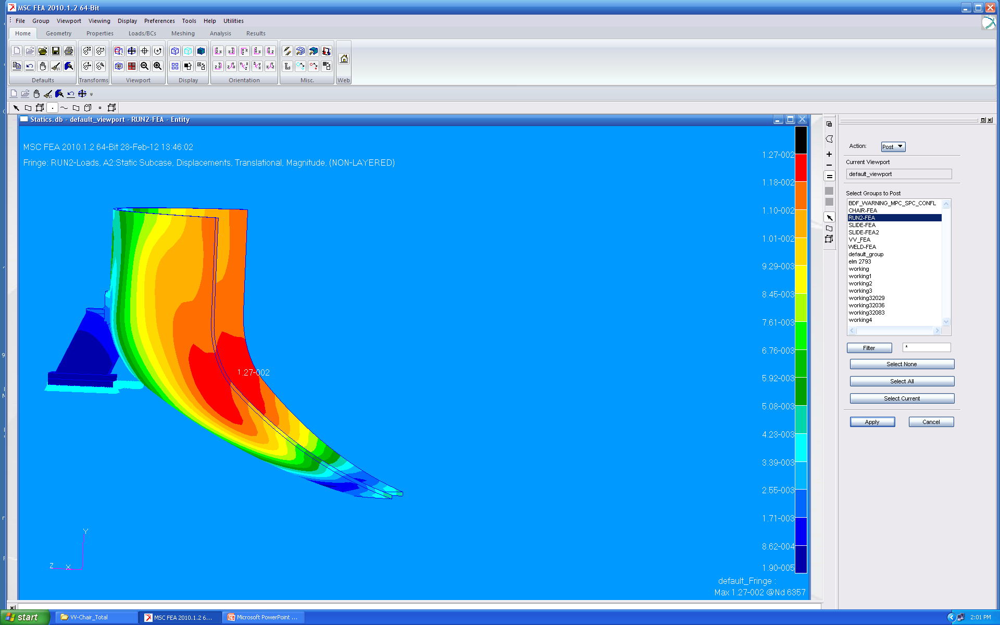 MSC FEA 2010.1.2 64-Bit
File Group Viewport Viewing Display Preferences Tools Help Utilities
Home Geometry Properties Loads/BCs Meshing Analysis Results
Defaults Transforms Viewport Display Orientation Misc. Web
Statics.db - default_viewport - RUN2-FEA - Entity
MSC FEA 2010.1.2 64-Bit 28-Feb-12 13:46:02
Fringe: RUN2-Loads, A2:Static Subcase, Displacements, Translational, Magnitude, (NON-LAYERED)
1.27-002
1.18-002
1.10-002
1.01-002
9.29-003
8.45-003
7.61-003
6.76-003
5.92-003
5.08-003
4.23-003
3.39-003
2.55-003
1.71-003
8.62-004
1.90-005
1.27-002
Y
Z X
default_Fringe :
Max 1.27-002 @Nd 6357
Action: Post
Current Viewport
default_viewport
Select Groups to Post
BDF_WARNING_MPC_SPC_CONFL
CHAIR-FEA
RUN2-FEA
SLIDE-FEA
SLIDE-FEA2
VV_FEA
WELD-FEA
default_group
elm 2793
working
working1
working2
working3
working32029
working32036
working32083
working4
Filter *
Select None
Select All
Select Current
Apply Cancel
start VV-Chair_Total MSC FEA 2010.1.2 6... Microsoft PowerPoint ... 2:01 PM